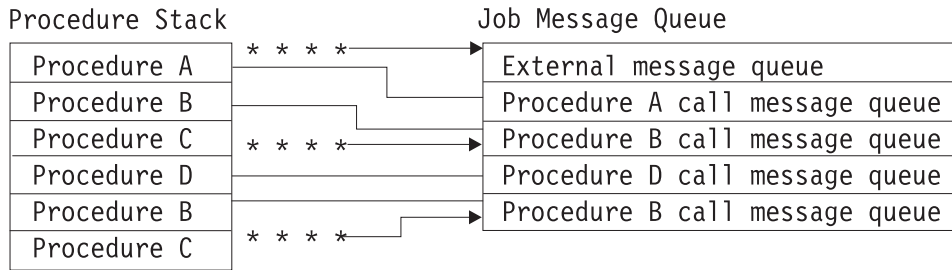 Procedure Stack
Job Message Queue
* * * *
Procedure A
External message queue
Procedure B
Procedure A call message queue
Procedure C
* * * *
Procedure B call message queue
Procedure D
Procedure D call message queue
Procedure B
Procedure B call message queue
Procedure C
* * * *